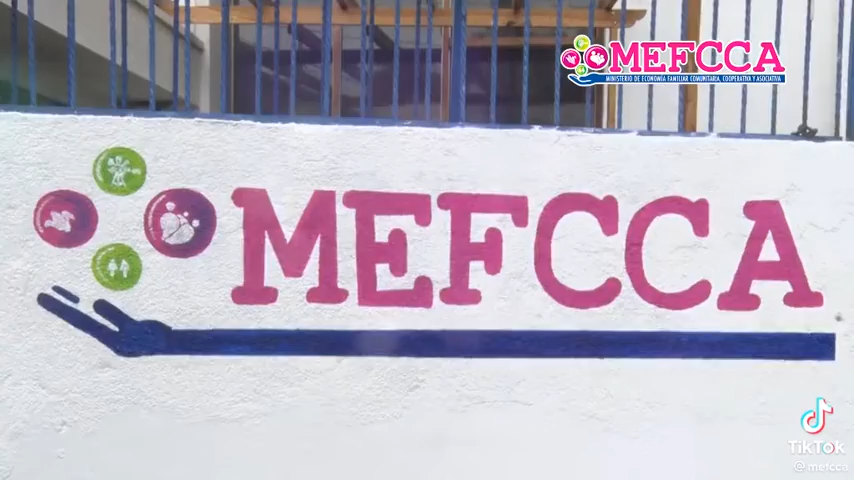 MEFCCA
MINISTERIO DE ECONOMÍA FAMILIAR COMUNITARIA, COOPERATIVA Y ASOCIATIVA
MEFCCA
TikTok
@mefcca